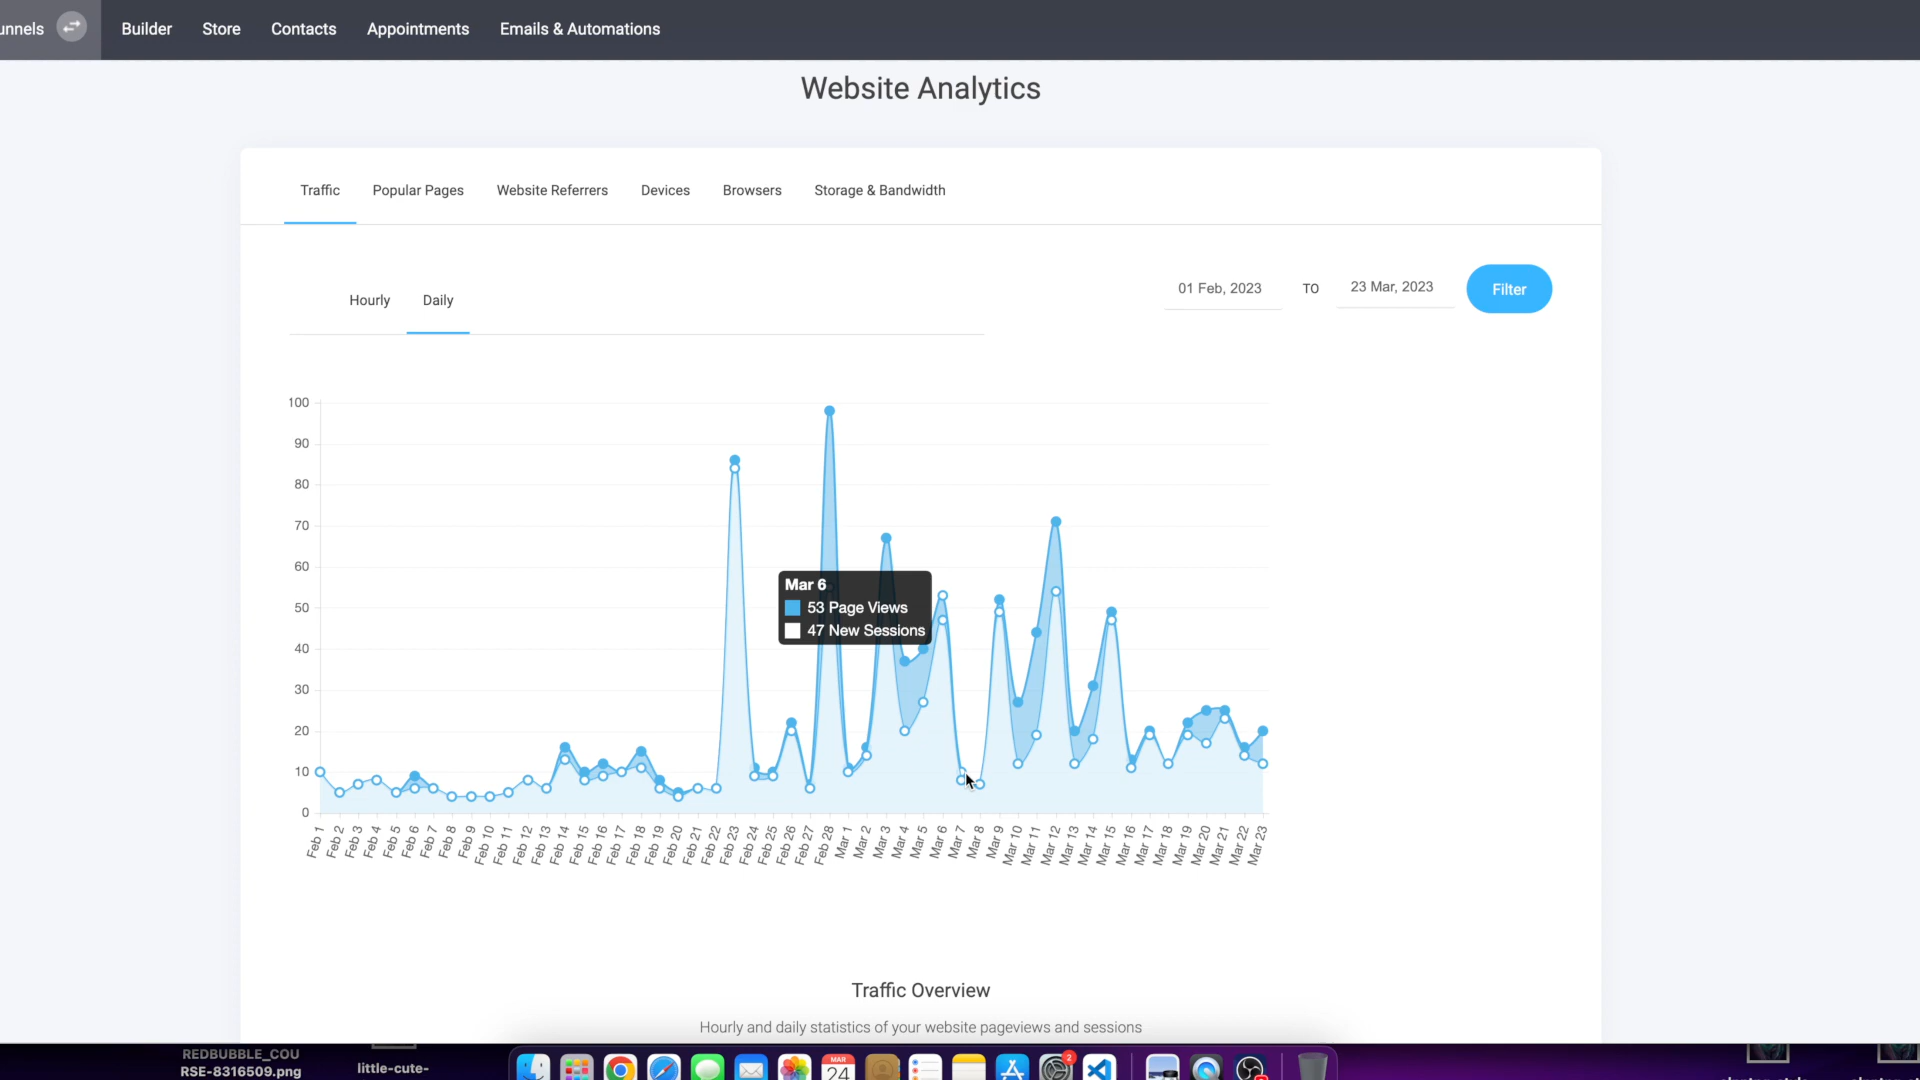 unnels
Builder
Store
Contacts
Appointments
Emails & Automations
Website Analytics
Traffic
Popular Pages
Website Referrers
Devices
Browsers
Storage & Bandwidth
Hourly
Daily
01 Feb, 2023
TO
23 Mar, 2023
Filter
100
90
80
70
60
50
40
30
20
10
0
Mar 6
53 Page Views
47 New Sessions
Feb 1
Feb 2
Feb 3
Feb 4
Feb 5
Feb 6
Feb 7
Feb 8
Feb 9
Feb 10
Feb 11
Feb 12
Feb 13
Feb 14
Feb 15
Feb 16
Feb 17
Feb 18
Feb 19
Feb 20
Feb 21
Feb 22
Feb 23
Feb 24
Feb 25
Feb 26
Feb 27
Feb 28
Mar 1
Mar 2
Mar 3
Mar 4
Mar 5
Mar 6
Mar 7
Mar 8
Mar 9
Mar 10
Mar 11
Mar 12
Mar 13
Mar 14
Mar 15
Mar 16
Mar 17
Mar 18
Mar 19
Mar 20
Mar 21
Mar 22
Mar 23
Traffic Overview
Hourly and daily statistics of your website pageviews and sessions
REDBUBBLE_COU
RSE-8316509.png
little-cute-
MAR
24
2